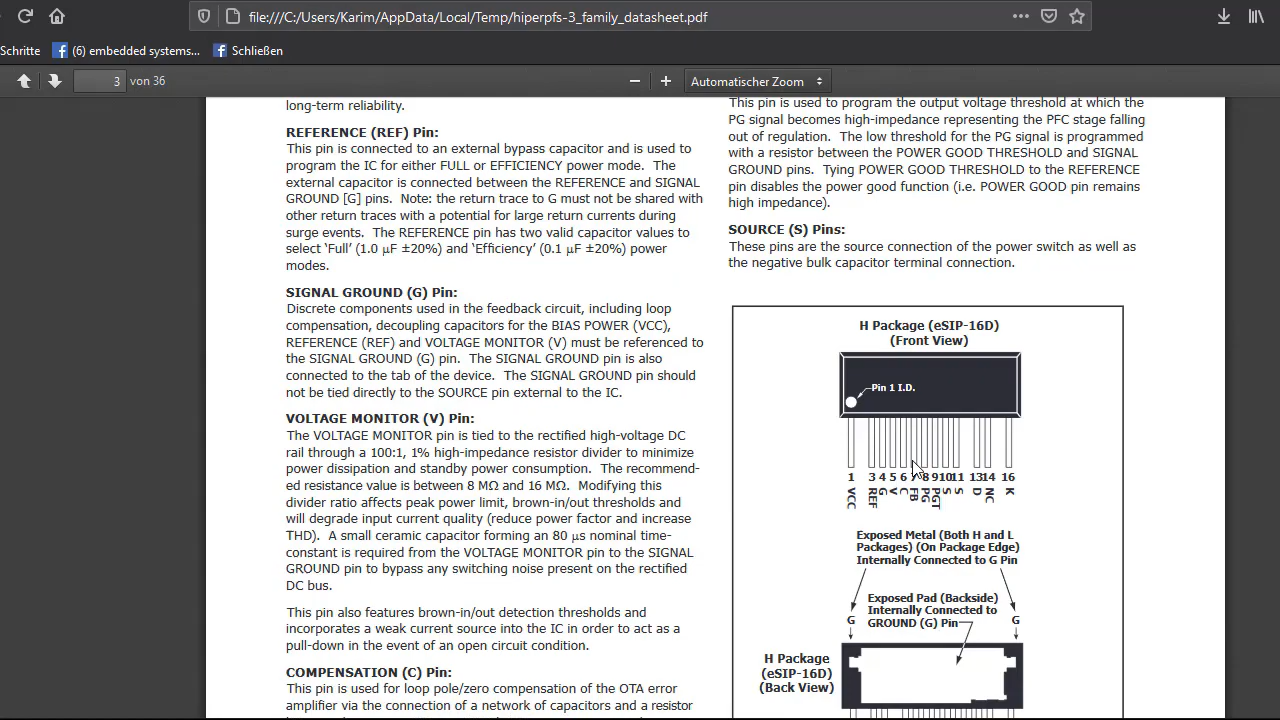 file:///C:/Users/Karim/AppData/Local/Temp/hiperpfs-3_family_datasheet.pdf
Schritte
(6) embedded systems...
Schließen
3 von 36
Automatischer Zoom
long-term reliability.
REFERENCE (REF) Pin:
This pin is connected to an external bypass capacitor and is used to
program the IC for either FULL or EFFICIENCY power mode. The
external capacitor is connected between the REFERENCE and SIGNAL
GROUND [G] pins. Note: the return trace to G must not be shared with
other return traces with a potential for large return currents during
surge events. The REFERENCE pin has two valid capacitor values to
select ‘Full’ (1.0 µF ±20%) and ‘Efficiency’ (0.1 µF ±20%) power
modes.
SIGNAL GROUND (G) Pin:
Discrete components used in the feedback circuit, including loop
compensation, decoupling capacitors for the BIAS POWER (VCC),
REFERENCE (REF) and VOLTAGE MONITOR (V) must be referenced to
the SIGNAL GROUND (G) pin. The SIGNAL GROUND pin is also
connected to the tab of the device. The SIGNAL GROUND pin should
not be tied directly to the SOURCE pin external to the IC.
VOLTAGE MONITOR (V) Pin:
The VOLTAGE MONITOR pin is tied to the rectified high-voltage DC
rail through a 100:1, 1% high-impedance resistor divider to minimize
power dissipation and standby power consumption. The recommend-
ed resistance value is between 8 MΩ and 16 MΩ. Modifying this
divider ratio affects peak power limit, brown-in/out thresholds and
will degrade input current quality (reduce power factor and increase
THD). A small ceramic capacitor forming an 80 µs nominal time-
constant is required from the VOLTAGE MONITOR pin to the SIGNAL
GROUND pin to bypass any switching noise present on the rectified
DC bus.
This pin also features brown-in/out detection thresholds and
incorporates a weak current source into the IC in order to act as a
pull-down in the event of an open circuit condition.
COMPENSATION (C) Pin:
This pin is used for loop pole/zero compensation of the OTA error
amplifier via the connection of a network of capacitors and a resistor
This pin is used to program the output voltage threshold at which the
PG signal becomes high-impedance representing the PFC stage falling
out of regulation. The low threshold for the PG signal is programmed
with a resistor between the POWER GOOD THRESHOLD and SIGNAL
GROUND pins. Tying POWER GOOD THRESHOLD to the REFERENCE
pin disables the power good function (i.e. POWER GOOD pin remains
high impedance).
SOURCE (S) Pins:
These pins are the source connection of the power switch as well as
the negative bulk capacitor terminal connection.
H Package (eSIP-16D)
(Front View)
Pin 1 I.D.
1 3 4 5 6 8 9 10 11 13 14 16
VCC REF G V C FB PG PGT S S D NC K
Exposed Metal (Both H and L
Packages) (On Package Edge)
Internally Connected to G Pin
Exposed Pad (Backside)
Internally Connected to
GROUND (G) Pin
G G
H Package
(eSIP-16D)
(Back View)